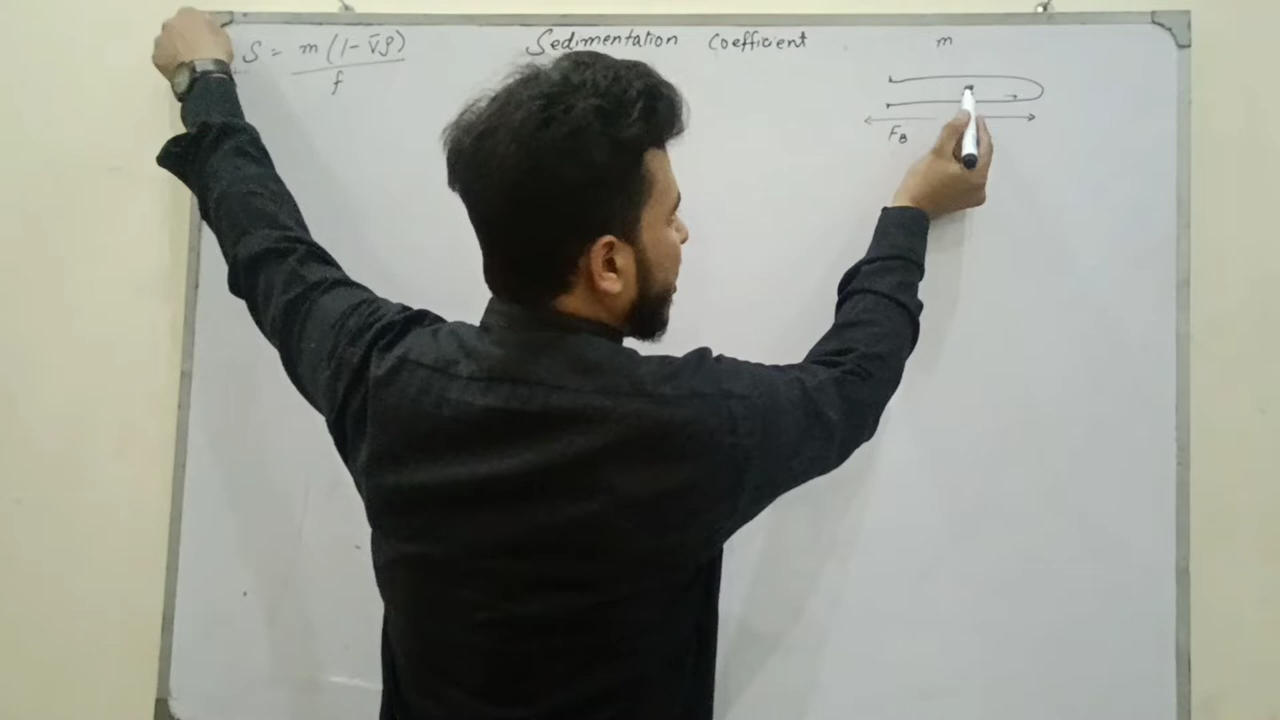 Sedimentation Coefficient
S = m(1 - v̄ρ) / f
m
F_B